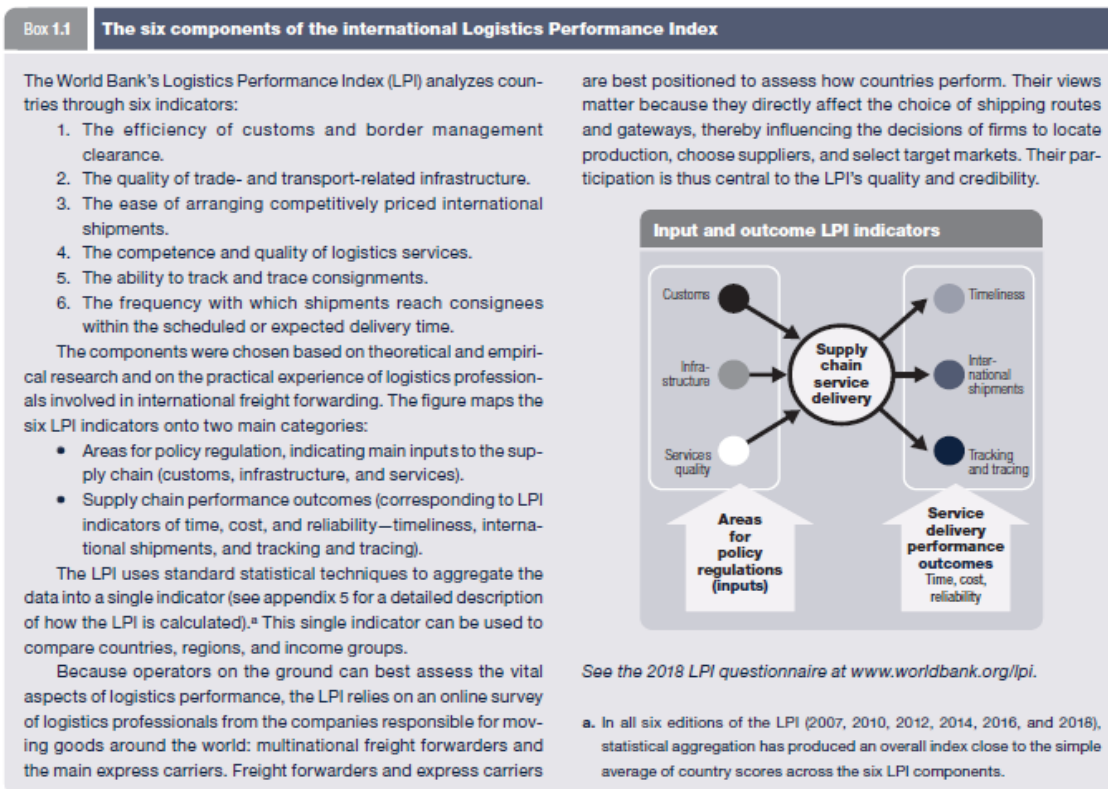 Box 1.1
The six components of the international Logistics Performance Index
The World Bank's Logistics Performance Index (LPI) analyzes coun-
tries through six indicators:
1. The efficiency of customs and border management
clearance.
2. The quality of trade- and transport-related infrastructure.
3. The ease of arranging competitively priced international
shipments.
4. The competence and quality of logistics services.
5. The ability to track and trace consignments.
6. The frequency with which shipments reach consignees
within the scheduled or expected delivery time.
The components were chosen based on theoretical and empiri-
cal research and on the practical experience of logistics profession-
als involved in international freight forwarding. The figure maps the
six LPI indicators onto two main categories:
• Areas for policy regulation, indicating main inputs to the sup-
ply chain (customs, infrastructure, and services).
• Supply chain performance outcomes (corresponding to LPI
indicators of time, cost, and reliability—timeliness, interna-
tional shipments, and tracking and tracing).
The LPI uses standard statistical techniques to aggregate the
data into a single indicator (see appendix 5 for a detailed description
of how the LPI is calculated).a This single indicator can be used to
compare countries, regions, and income groups.
Because operators on the ground can best assess the vital
aspects of logistics performance, the LPI relies on an online survey
of logistics professionals from the companies responsible for mov-
ing goods around the world: multinational freight forwarders and
the main express carriers. Freight forwarders and express carriers
are best positioned to assess how countries perform. Their views
matter because they directly affect the choice of shipping routes
and gateways, thereby influencing the decisions of firms to locate
production, choose suppliers, and select target markets. Their par-
ticipation is thus central to the LPI's quality and credibility.
Input and outcome LPI indicators
Customs
Infra-
structure
Services
quality
Supply
chain
service
delivery
Timeliness
Inter-
national
shipments
Tracking
and tracing
Areas
for
policy
regulations
(inputs)
Service
delivery
performance
outcomes
Time, cost,
reliability
See the 2018 LPI questionnaire at www.worldbank.org/lpi.
a. In all six editions of the LPI (2007, 2010, 2012, 2014, 2016, and 2018),
statistical aggregation has produced an overall index close to the simple
average of country scores across the six LPI components.